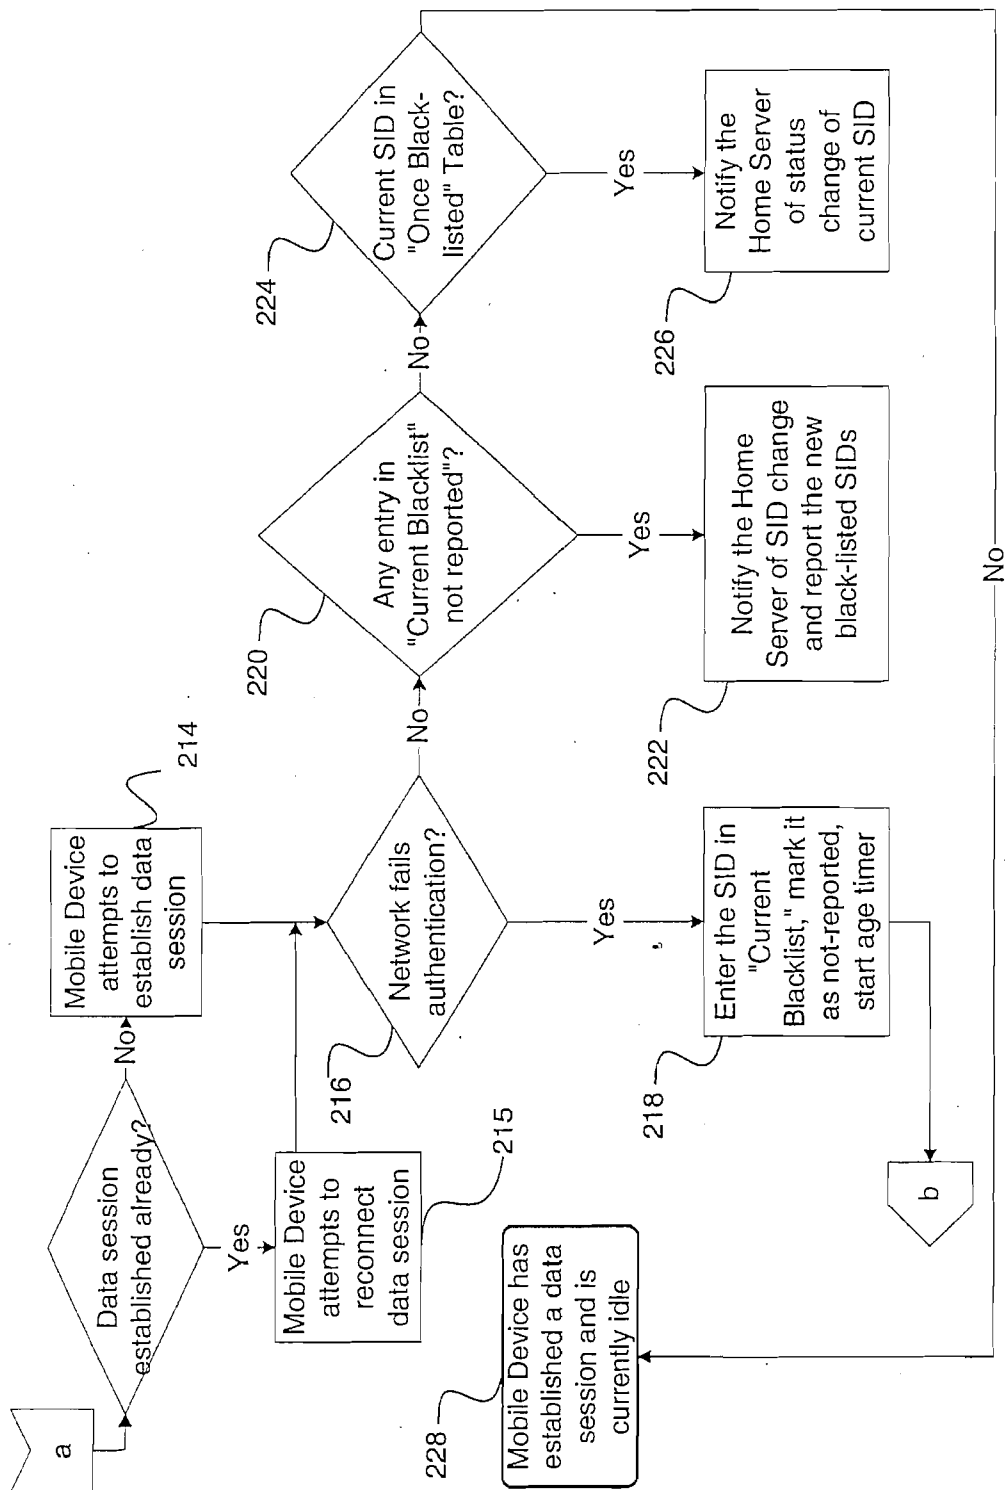 a
Data session
established already?
No
Mobile Device
attempts to
establish data
session
214
Yes
Mobile Device
attempts to
reconnect
data session
215
Network fails
authentication?
216
Yes
Enter the SID in
"Current
Blacklist," mark it
as not-reported,
start age timer
218
b
No
Any entry in
"Current Blacklist"
not reported"?
220
Yes
Notify the Home
Server of SID change
and report the new
black-listed SIDs
222
No
Current SID in
"Once Black-
listed" Table?
224
Yes
Notify the
Home Server
of status
change of
current SID
226
No
Mobile Device has
established a data
session and is
currently idle
228